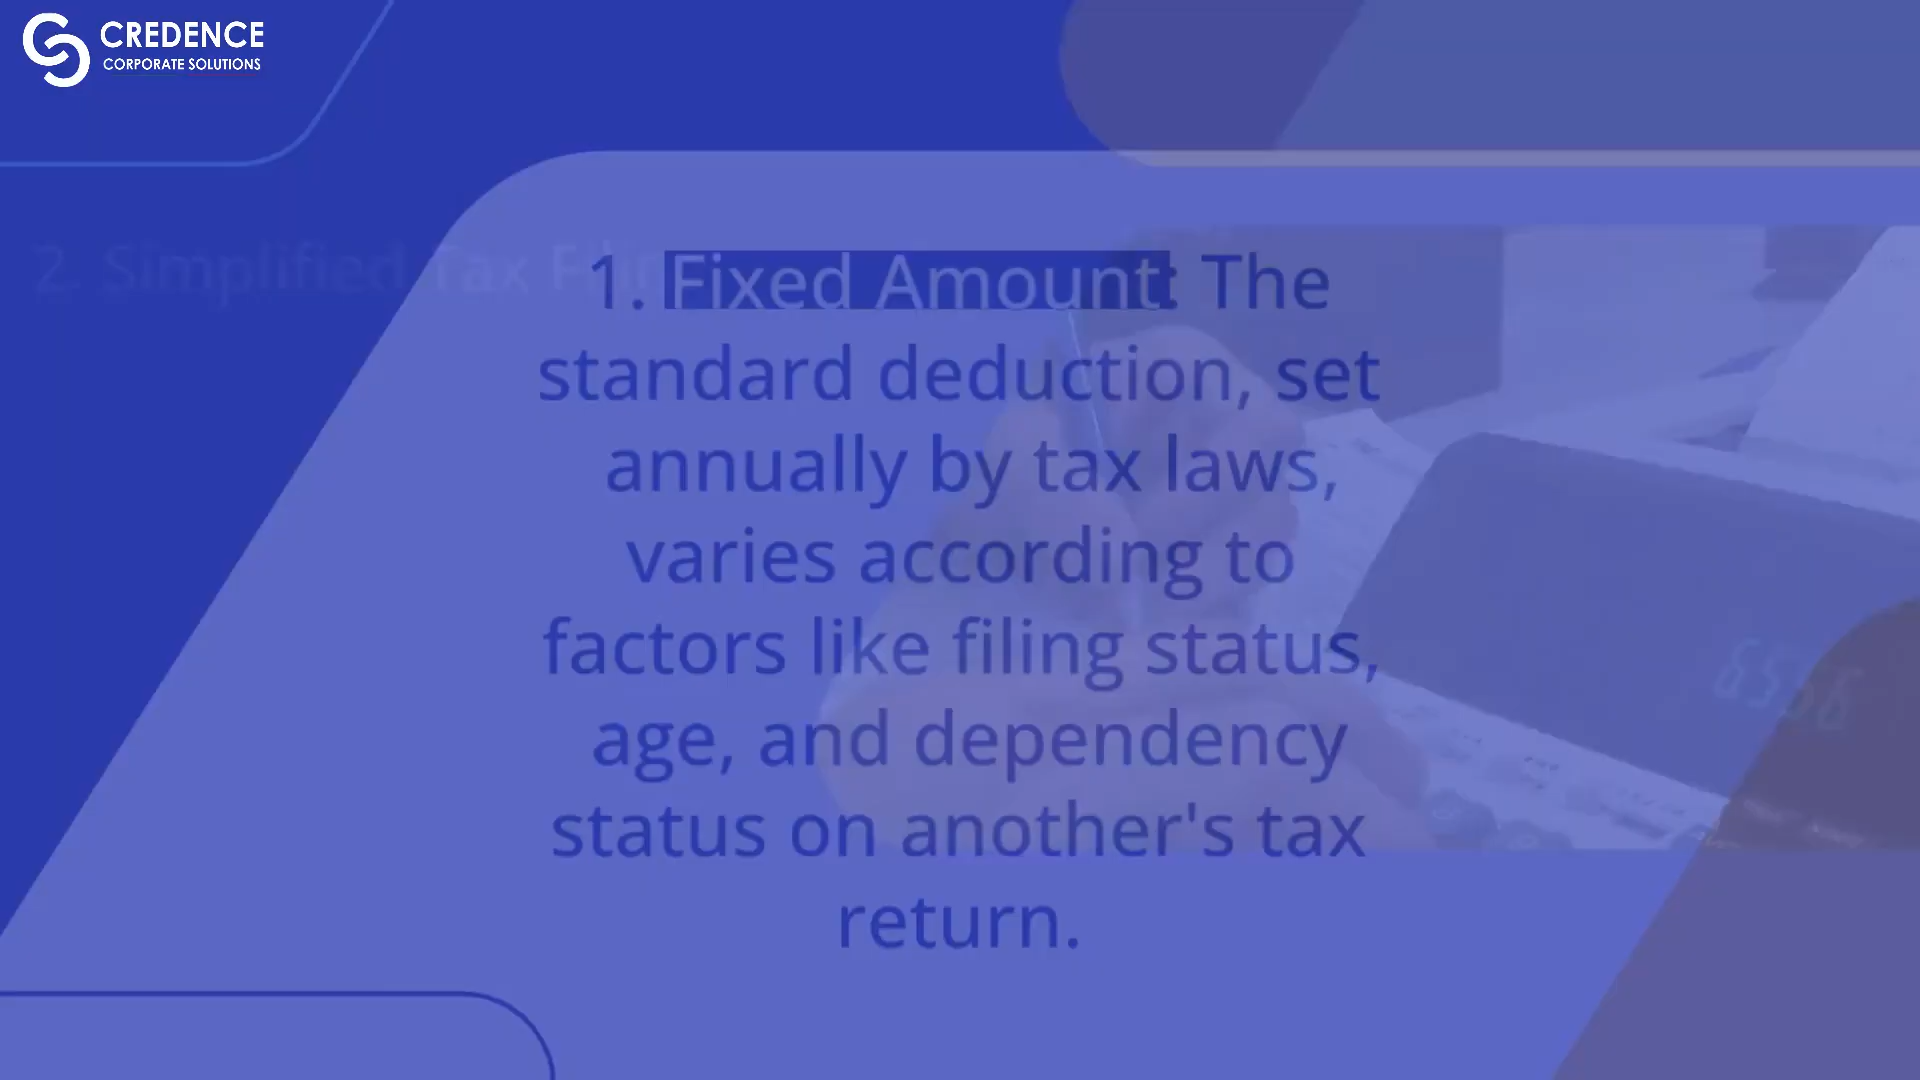 CREDENCE
CORPORATE SOLUTIONS
2. Simplified Tax
1. Fixed Amount: The
standard deduction, set
annually by tax laws,
varies according to
factors like filing status,
age, and dependency
status on another's tax
return.